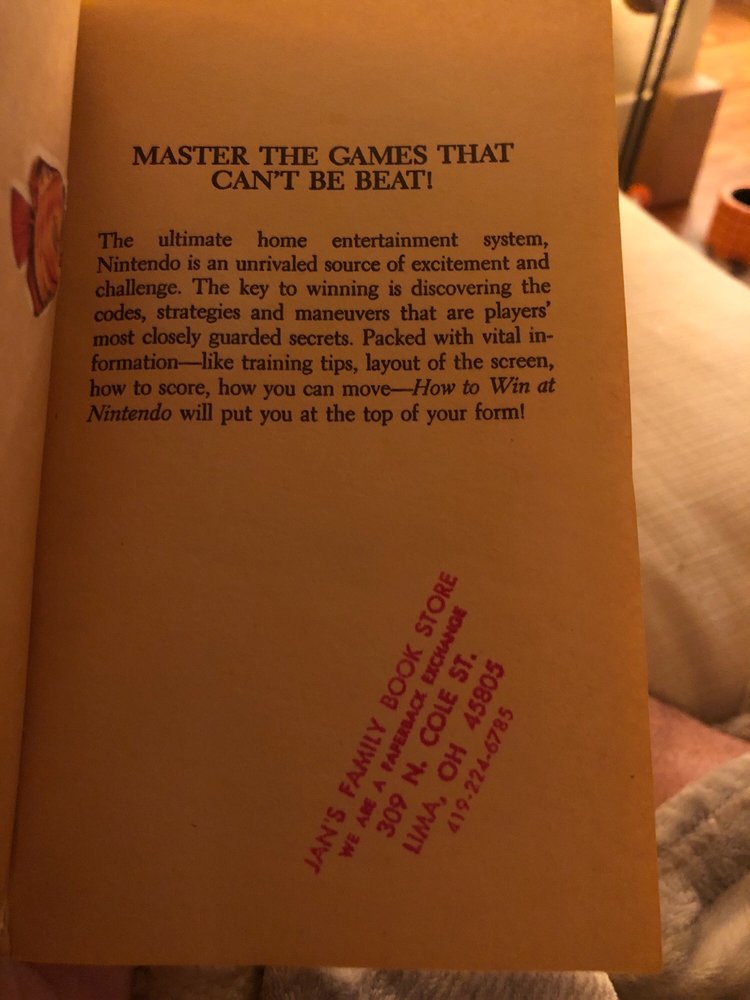 MASTER THE GAMES THAT
CAN'T BE BEAT!
The ultimate home entertainment system,
Nintendo is an unrivaled source of excitement and
challenge. The key to winning is discovering the
codes, strategies and maneuvers that are players'
most closely guarded secrets. Packed with vital in-
formation—like training tips, layout of the screen,
how to score, how you can move—How to Win at
Nintendo will put you at the top of your form!
JAN'S FAMILY BOOK STORE
WE ARE A PAPERBACK EXCHANGE
309 N. COLE ST.
LIMA, OH 45805
419-224-6785